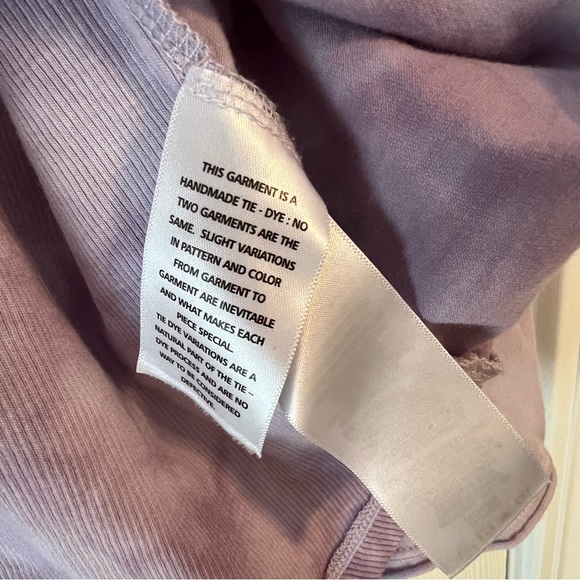 THIS GARMENT IS A
HANDMADE TIE - DYE : NO
TWO GARMENTS ARE THE
SAME. SLIGHT VARIATIONS
IN PATTERN AND COLOR
FROM GARMENT TO
GARMENT ARE INEVITABLE
AND WHAT MAKES EACH
PIECE SPECIAL.
TIE DYE VARIATIONS ARE A
NATURAL PART OF THE TIE --
DYE PROCESS AND ARE NO
WAY TO BE CONSIDERED
DEFECTIVE.